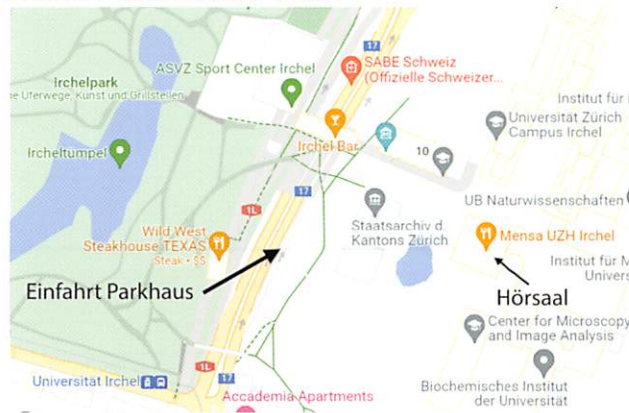 17
SABE Schweiz
(Offizielle Schweizer...
ASVZ Sport Center Irchel
Irchelpark
Uferwege, Kunst und Grillstellen
Institut für
Universität Zürich
Campus Irchel
Irchel Bar
10
Ircheltümpel
17
UB Naturwissenschaften
1L
Staatsarchiv d.
Kantons Zürich
Wild West
Steakhouse TEXAS
Steak • $$
Mensa UZH Irchel
Institut für M
Univers
Einfahrt Parkhaus
Hörsaal
Center for Microscopy
and Image Analysis
1L
Universität Irchel
17
Biochemisches Institut
der Universität
Accademia Apartments